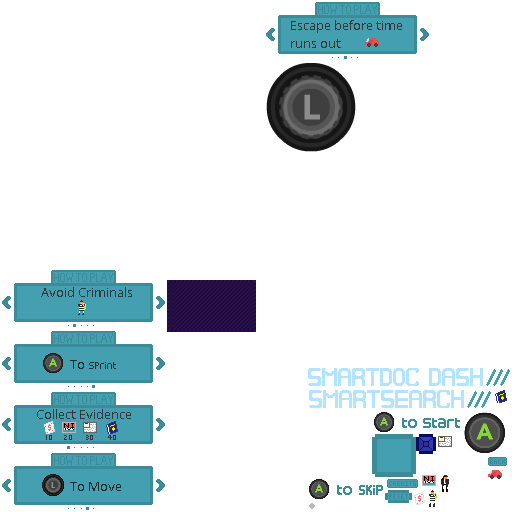 HOW TO PLAY
Escape before time
runs out
L
HOW TO PLAY
Avoid Criminals
HOW TO PLAY
A To SPrint
HOW TO PLAY
Collect Evidence
10 20 30 40
HOW TO PLAY
L To Move
SMARTDOC DASH///
SMARTSEARCH///
A to Start
A
A to SKiP